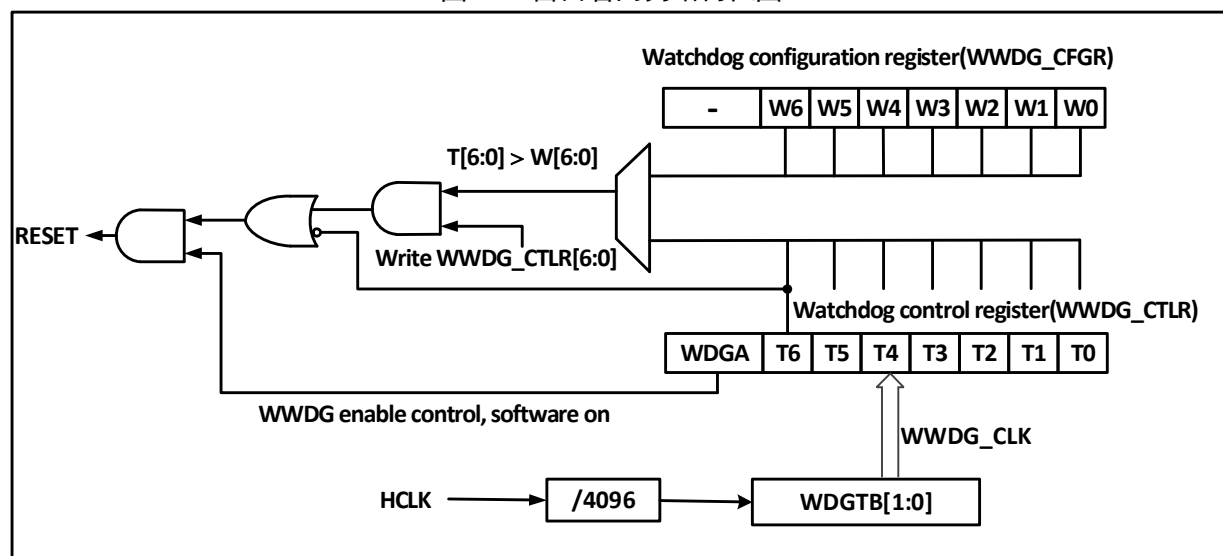 Watchdog configuration register(WWDG_CFGR)
- W6 W5 W4 W3 W2 W1 W0
T[6:0] > W[6:0]
RESET
Write WWDG_CTLR[6:0]
Watchdog control register(WWDG_CTLR)
WDGA T6 T5 T4 T3 T2 T1 T0
WWDG enable control, software on
WWDG_CLK
HCLK /4096 WDGTB[1:0]